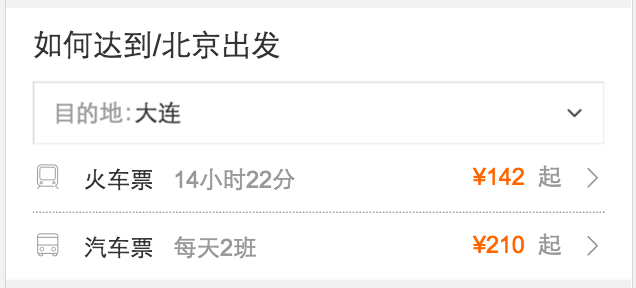 如何达到/北京出发
目的地:大连
火车票 14小时22分 ¥142 起
汽车票 每天2班 ¥210 起